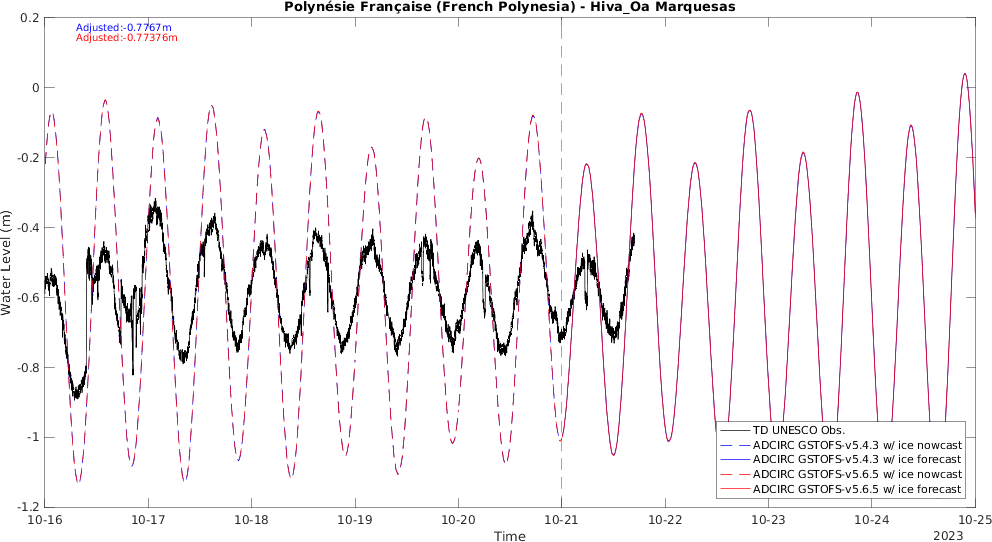 Polynésie Française (French Polynesia) - Hiva_Oa Marquesas
Adjusted:-0.7767m
Adjusted:-0.77376m
0.2
0
-0.2
-0.4
-0.6
-0.8
-1
-1.2
Water Level (m)
TD UNESCO Obs.
ADCIRC GSTOFS-v5.4.3 w/ ice nowcast
ADCIRC GSTOFS-v5.4.3 w/ ice forecast
ADCIRC GSTOFS-v5.6.5 w/ ice nowcast
ADCIRC GSTOFS-v5.6.5 w/ ice forecast
10-16 10-17 10-18 10-19 10-20 10-21 10-22 10-23 10-24 10-25
Time
2023